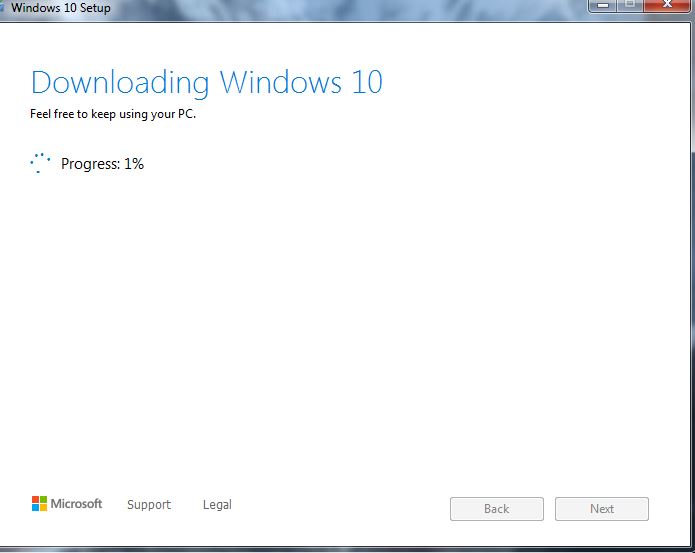 Windows 10 Setup
Downloading Windows 10
Feel free to keep using your PC.
Progress: 1%
Microsoft Support Legal Back Next